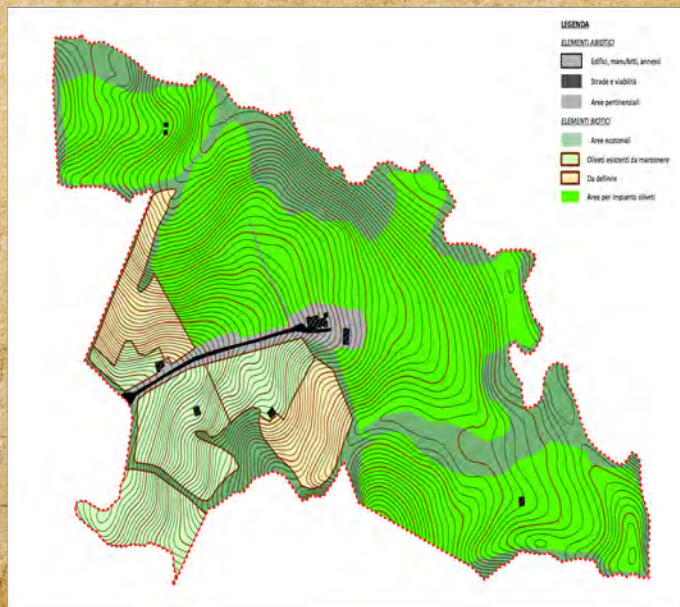 LEGENDA
ELEMENTI ABIOTICI
Edifici, manufatti, annessi
Strade e viabilità
Aree pertinenziali
ELEMENTI BIOTICI
Aree ecotonali
Oliveti esistenti da mantenere
Da definire
Aree per impianto oliveti